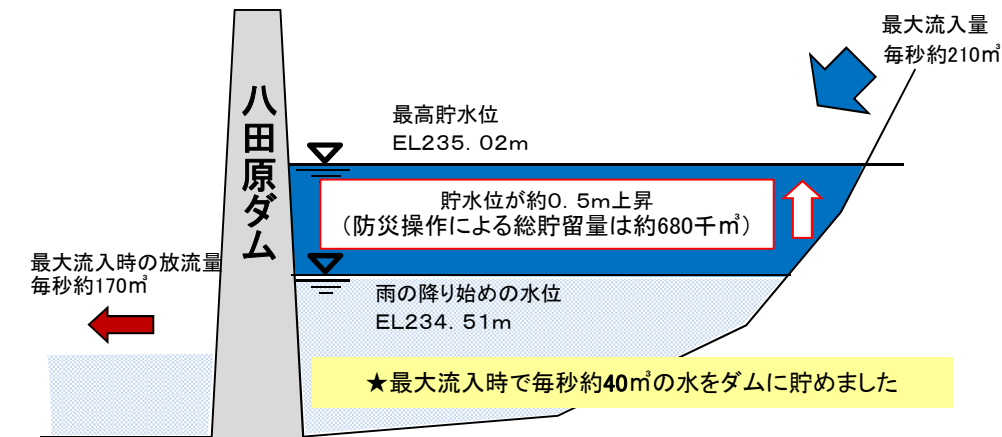 最大流入量
毎秒約210㎥
八田原ダム
最高貯水位
EL235.02m
貯水位が約0.5m上昇
(防災操作による総貯留量は約680千㎥)
最大流入時の放流量
毎秒約170㎥
雨の降り始めの水位
EL234.51m
★最大流入時で毎秒約40㎥の水をダムに貯めました